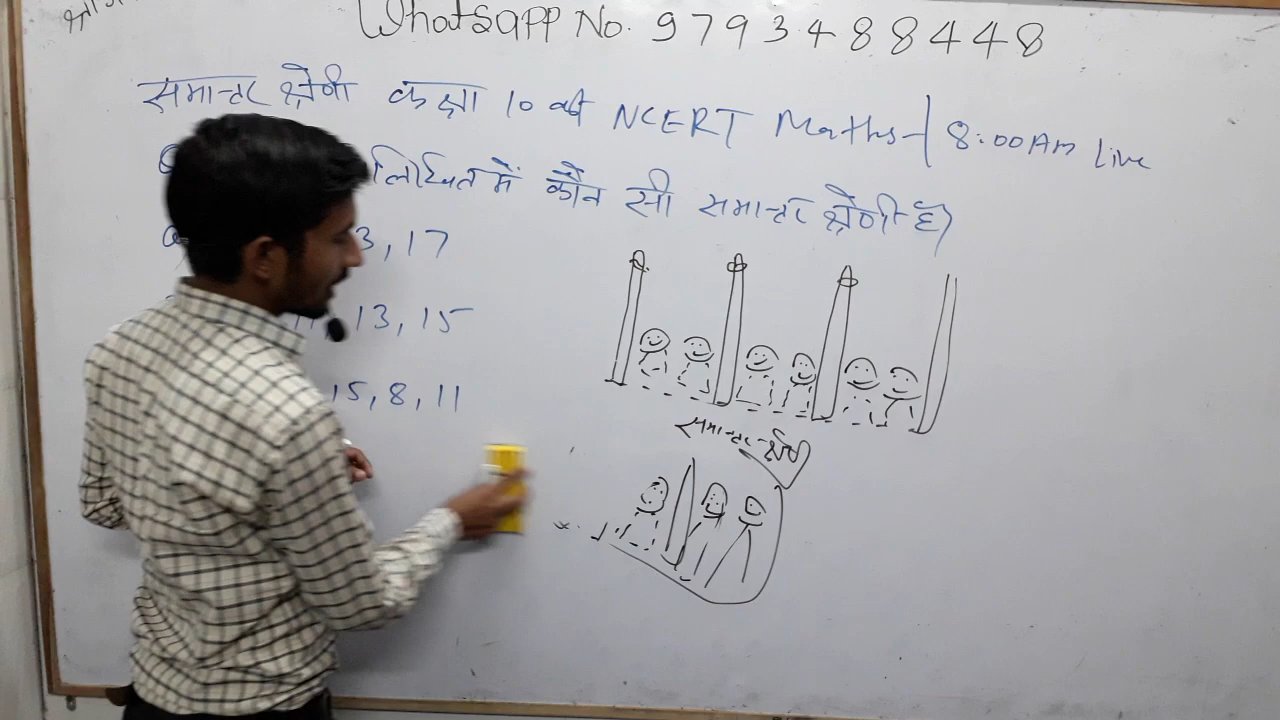 Whatsapp No. 9793488448
समान्तर श्रेणी कक्षा 10 की NCERT Maths- | 8:00 AM Live
लिखित में कौन सी समान्तर श्रेणी है
3, 17
11, 13, 15
15, 8, 11
समान्तर श्रेणी